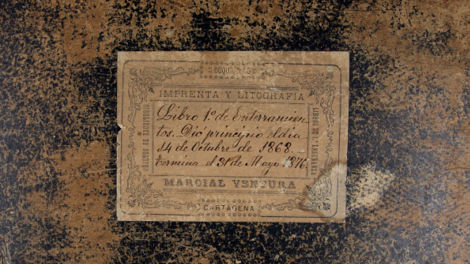 IMPRENTA Y LITOGRAFIA
Libro 1º de Enterramien
tos. Dió principio el dia
14 de Octubre de 1868
Termina el 31 de Mayo 1876
MARCIAL VENTURA
CARTAGENA